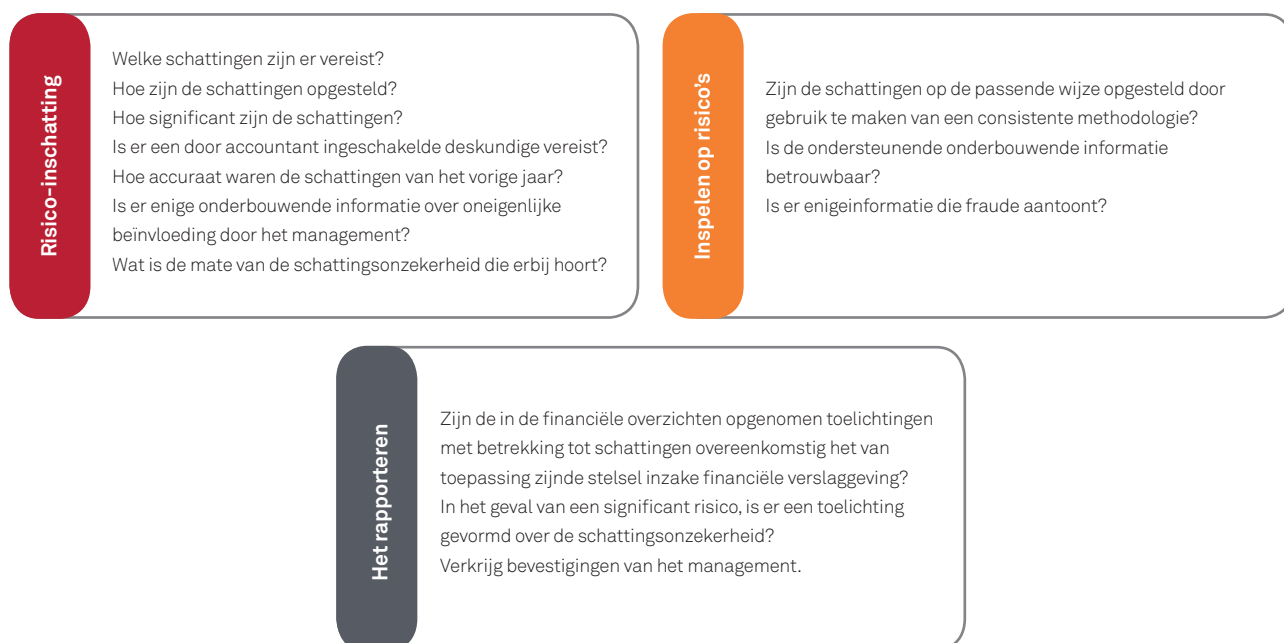 Risico-inschatting
Welke schattingen zijn er vereist?
Hoe zijn de schattingen opgesteld?
Hoe significant zijn de schattingen?
Is er een door accountant ingeschakelde deskundige vereist?
Hoe accuraat waren de schattingen van het vorige jaar?
Is er enige onderbouwende informatie over oneigenlijke
beïnvloeding door het management?
Wat is de mate van de schattingsonzekerheid die erbij hoort?
Inspelen op risico's
Zijn de schattingen op de passende wijze opgesteld door
gebruik te maken van een consistente methodologie?
Is de ondersteunende onderbouwende informatie
betrouwbaar?
Is er enigeinformatie die fraude aantoont?
Het rapporteren
Zijn de in de financiële overzichten opgenomen toelichtingen
met betrekking tot schattingen overeenkomstig het van
toepassing zijnde stelsel inzake financiële verslaggeving?
In het geval van een significant risico, is er een toelichting
gevormd over de schattingsonzekerheid?
Verkrijg bevestigingen van het management.